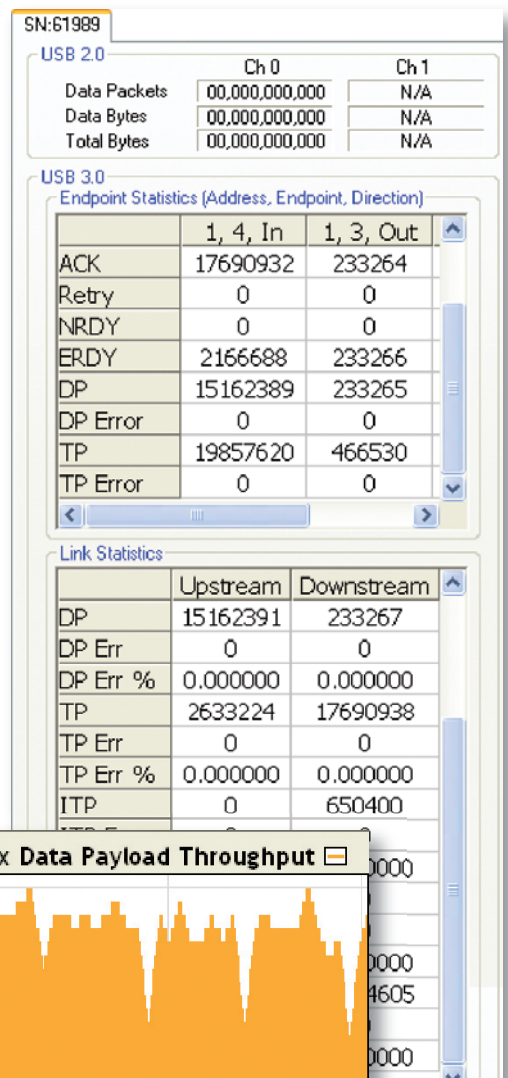 SN:61989
USB 2.0
Ch 0 Ch 1
Data Packets 00,000,000,000 N/A
Data Bytes 00,000,000,000 N/A
Total Bytes 00,000,000,000 N/A
USB 3.0
Endpoint Statistics (Address, Endpoint, Direction)
1, 4, In 1, 3, Out
ACK 17690932 233264
Retry 0 0
NRDY 0 0
ERDY 2166688 233266
DP 15162389 233265
DP Error 0 0
TP 19857620 466530
TP Error 0 0
Link Statistics
Upstream Downstream
DP 15162391 233267
DP Err 0 0
DP Err % 0.000000 0.000000
TP 2633224 17690938
TP Err 0 0
TP Err % 0.000000 0.000000
ITP 0 650400
x Data Payload Throughput
0000
0000
4605
0000